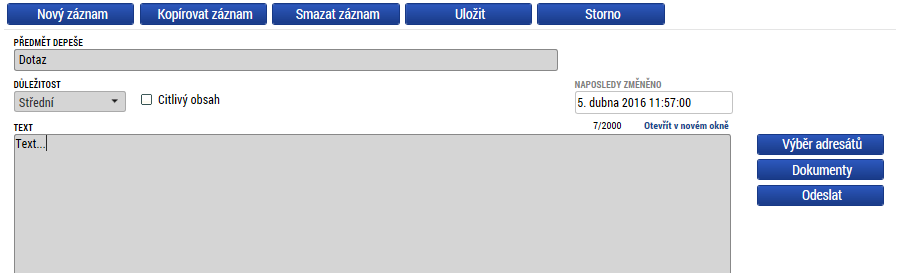 Nový záznam Kopírovat záznam Smazat záznam Uložit Storno
PŘEDMĚT DEPEŠE
Dotaz
DŮLEŽITOST NAPOSLEDY ZMĚNĚNO
Střední Citlivý obsah 5. dubna 2016 11:57:00
TEXT 7/2000 Otevřít v novém okně
Text... Výběr adresátů
Dokumenty
Odeslat